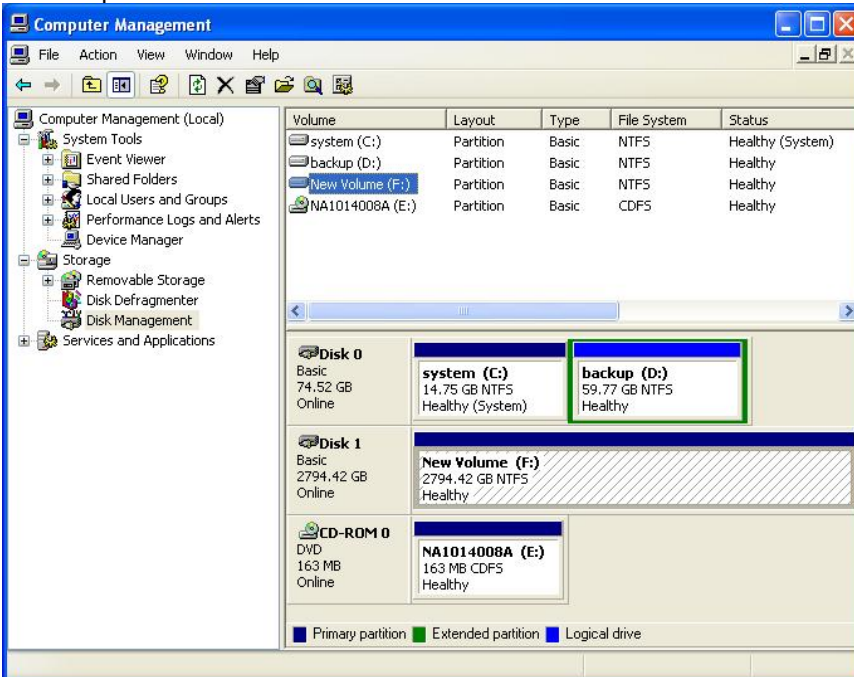 Computer Management
File Action View Window Help
Computer Management (Local)
System Tools
Event Viewer
Shared Folders
Local Users and Groups
Performance Logs and Alerts
Device Manager
Storage
Removable Storage
Disk Defragmenter
Disk Management
Services and Applications
Volume Layout Type File System Status
system (C:) Partition Basic NTFS Healthy (System)
backup (D:) Partition Basic NTFS Healthy
New Volume (F:) Partition Basic NTFS Healthy
NA1014008A (E:) Partition Basic CDFS Healthy
Disk 0
Basic
74.52 GB
Online
system (C:)
14.75 GB NTFS
Healthy (System)
backup (D:)
59.77 GB NTFS
Healthy
Disk 1
Basic
2794.42 GB
Online
New Volume (F:)
2794.42 GB NTFS
Healthy
CD-ROM 0
DVD
163 MB
Online
NA1014008A (E:)
163 MB CDFS
Healthy
Primary partition Extended partition Logical drive